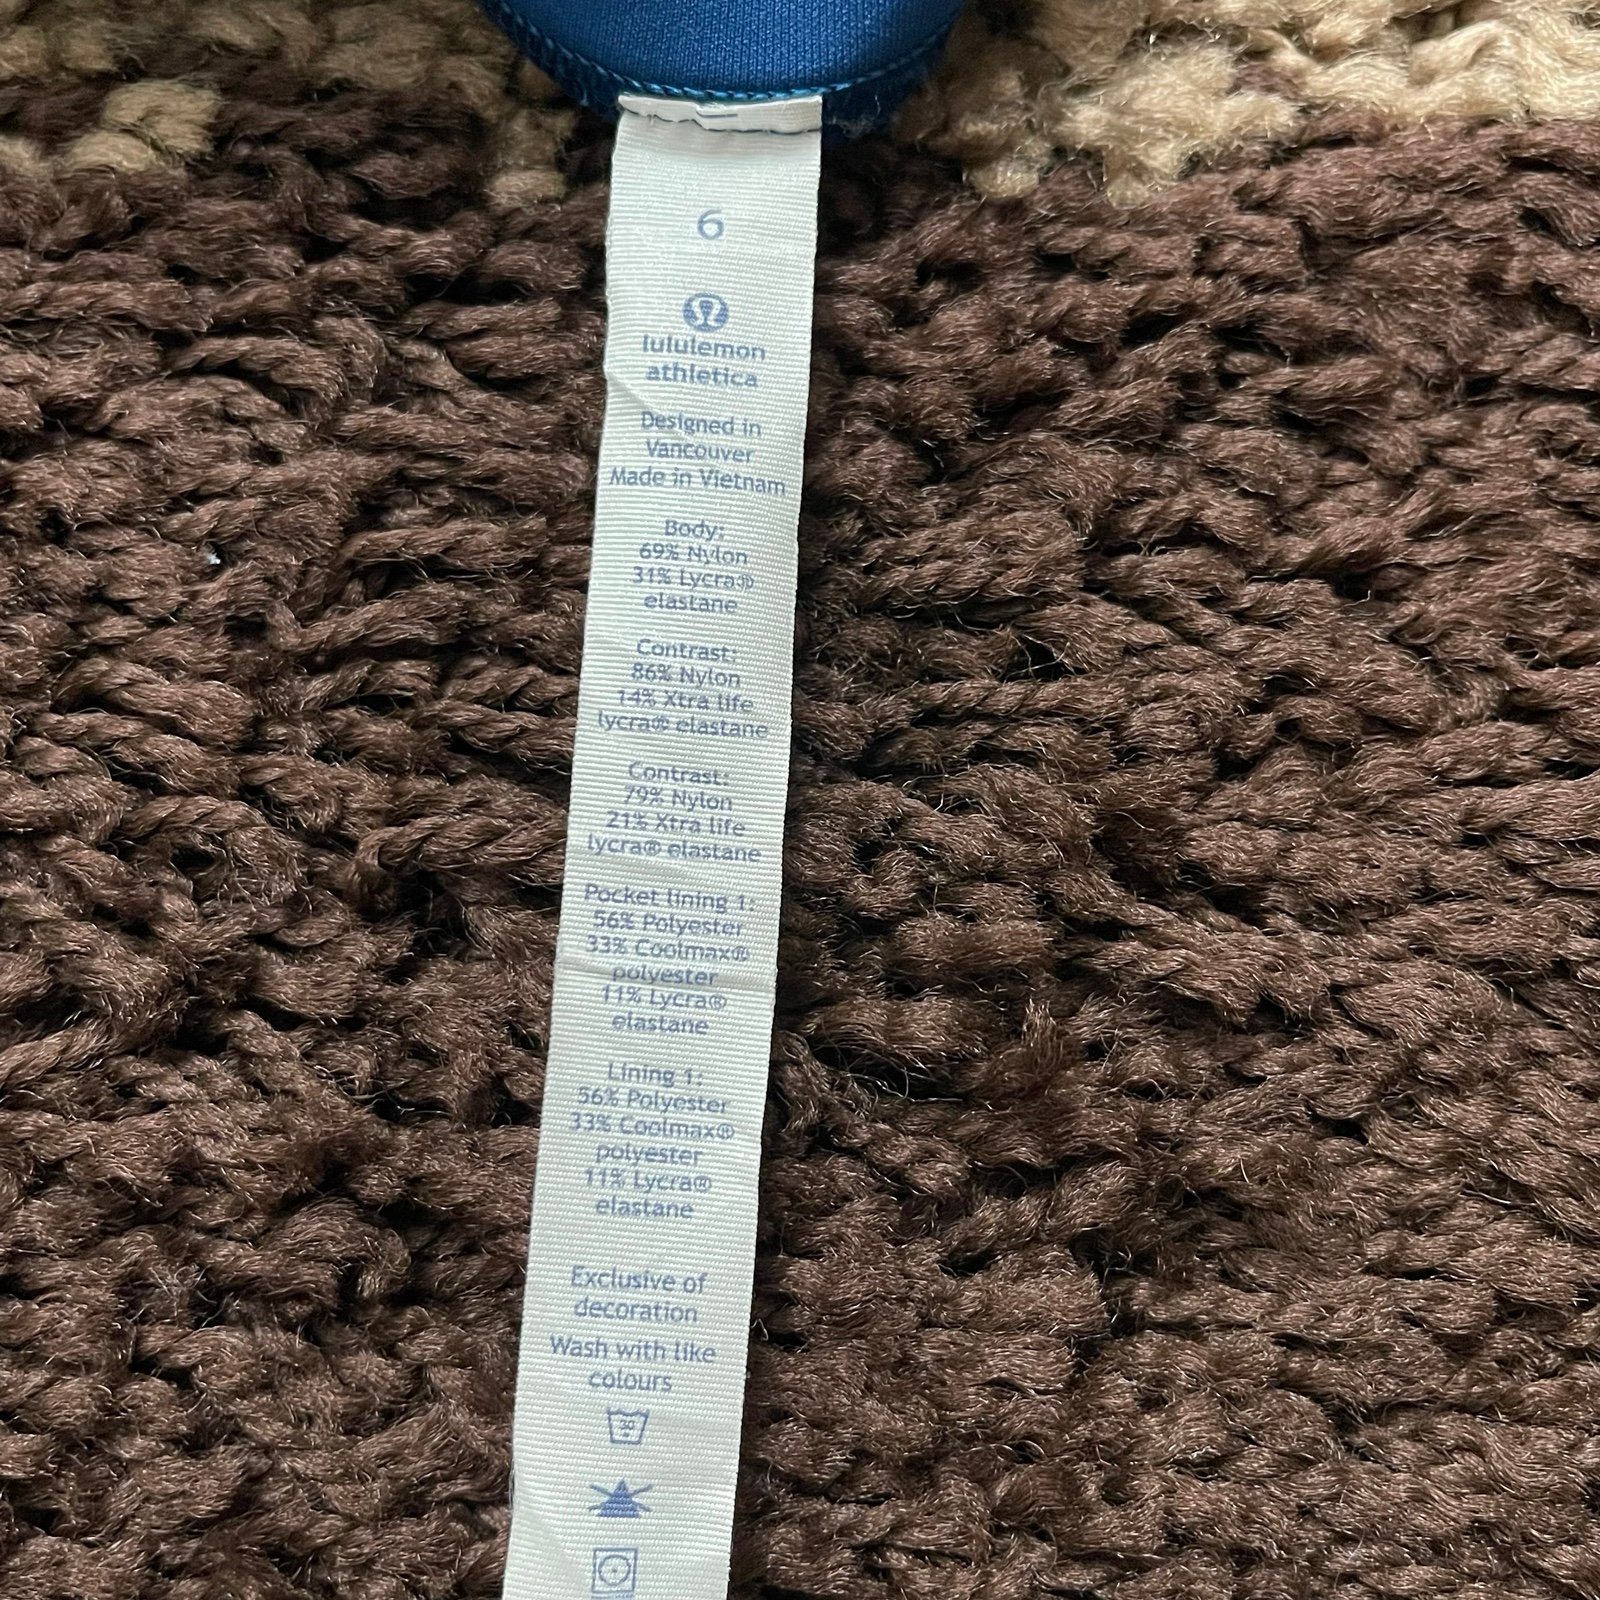 6
lululemon
athletica
Designed in
Vancouver
Made in Vietnam
Body:
69% Nylon
31% Lycra®
elastane
Contrast:
86% Nylon
14% Xtra life
lycra® elastane
Contrast:
79% Nylon
21% Xtra life
lycra® elastane
Pocket lining 1:
56% Polyester
33% Coolmax®
polyester
11% Lycra®
elastane
Lining 1:
56% Polyester
33% Coolmax®
polyester
11% Lycra®
elastane
Exclusive of
decoration
Wash with like
colours
30